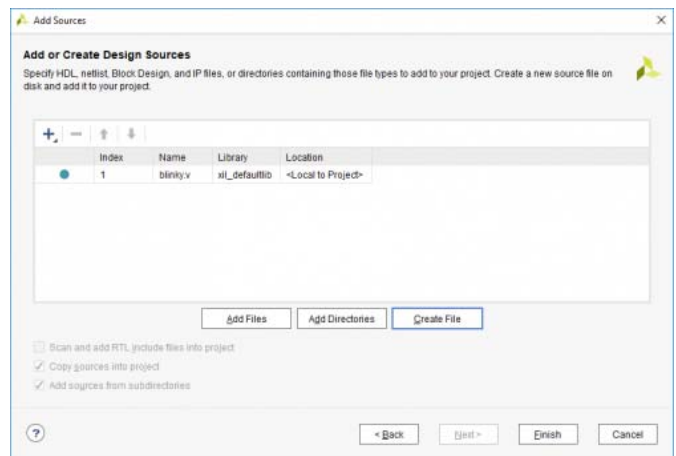 Add Sources
Add or Create Design Sources
Specify HDL, netlist, Block Design, and IP files, or directories containing those file types to add to your project. Create a new source file on
disk and add it to your project.
Index Name Library Location
1 blinky.v xil_defaultlib <Local to Project>
Add Files Add Directories Create File
Scan and add RTL include files into project
Copy sources into project
Add sources from subdirectories
? < Back Next > Finish Cancel